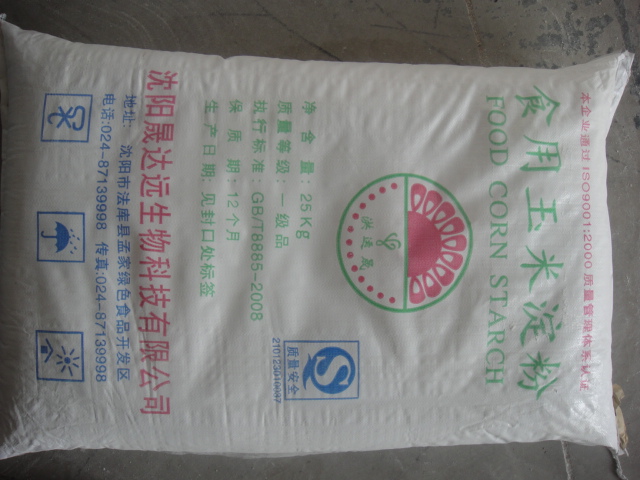 本企业通过ISO9001:2000质量管理体系认证
食用玉米淀粉
FOOD CORN STARCH
洪达易
净含量:25Kg
质量等级:一级品
执行标准:GB/T8885-2008
保质期:12个月
生产日期:见封口处标签
质量安全
210123010087
沈阳晟达远生物科技有限公司
地址:沈阳市法库县孟家绿色食品开发区
电话:024-87139998 传真:024-87139998